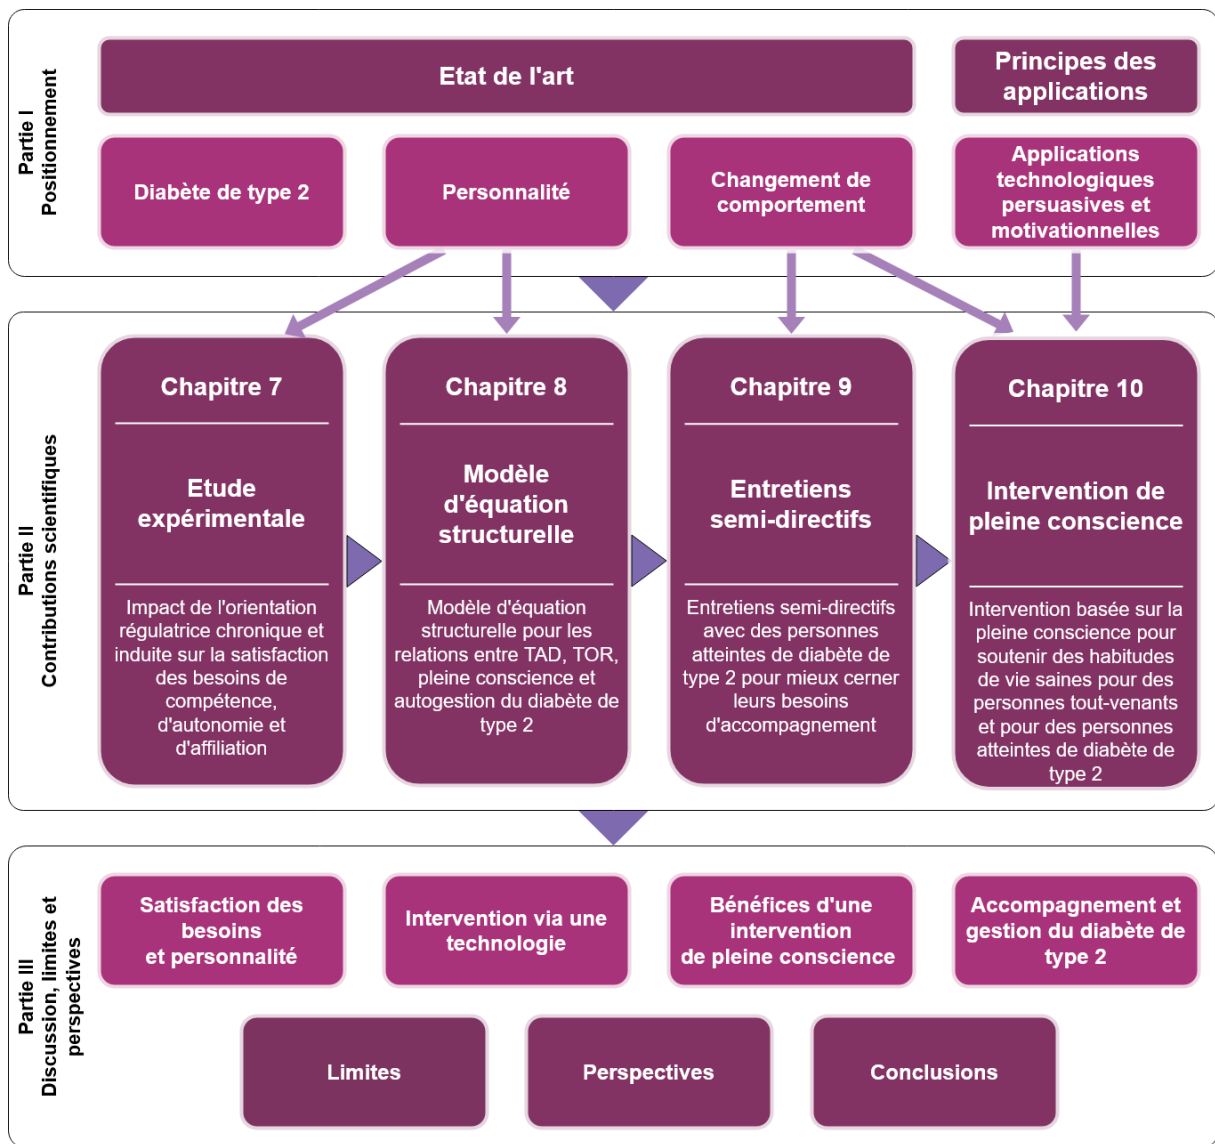 Partie I
Positionnement
Etat de l'art
Principes des
applications
Diabète de type 2
Personnalité
Changement de
comportement
Applications
technologiques
persuasives et
motivationnelles
Partie II
Contributions scientifiques
Chapitre 7
Etude
expérimentale
Impact de l'orientation
régulatrice chronique et
induite sur la satisfaction
des besoins de
compétence,
d'autonomie et
d'affiliation
Chapitre 8
Modèle
d'équation
structurelle
Modèle d'équation
structurelle pour les
relations entre TAD, TOR,
pleine conscience et
autogestion du diabète de
type 2
Chapitre 9
Entretiens
semi-directifs
Entretiens semi-directifs
avec des personnes
atteintes de diabète de
type 2 pour mieux cerner
leurs besoins
d'accompagnement
Chapitre 10
Intervention de
pleine conscience
Intervention basée sur la
pleine conscience pour
soutenir des habitudes
de vie saines pour des
personnes tout-venants
et pour des personnes
atteintes de diabète de
type 2
Partie III
Discussion, limites et
perspectives
Satisfaction des
besoins
et personnalité
Intervention via une
technologie
Bénéfices d'une
intervention
de pleine conscience
Accompagnement et
gestion du diabète de
type 2
Limites
Perspectives
Conclusions